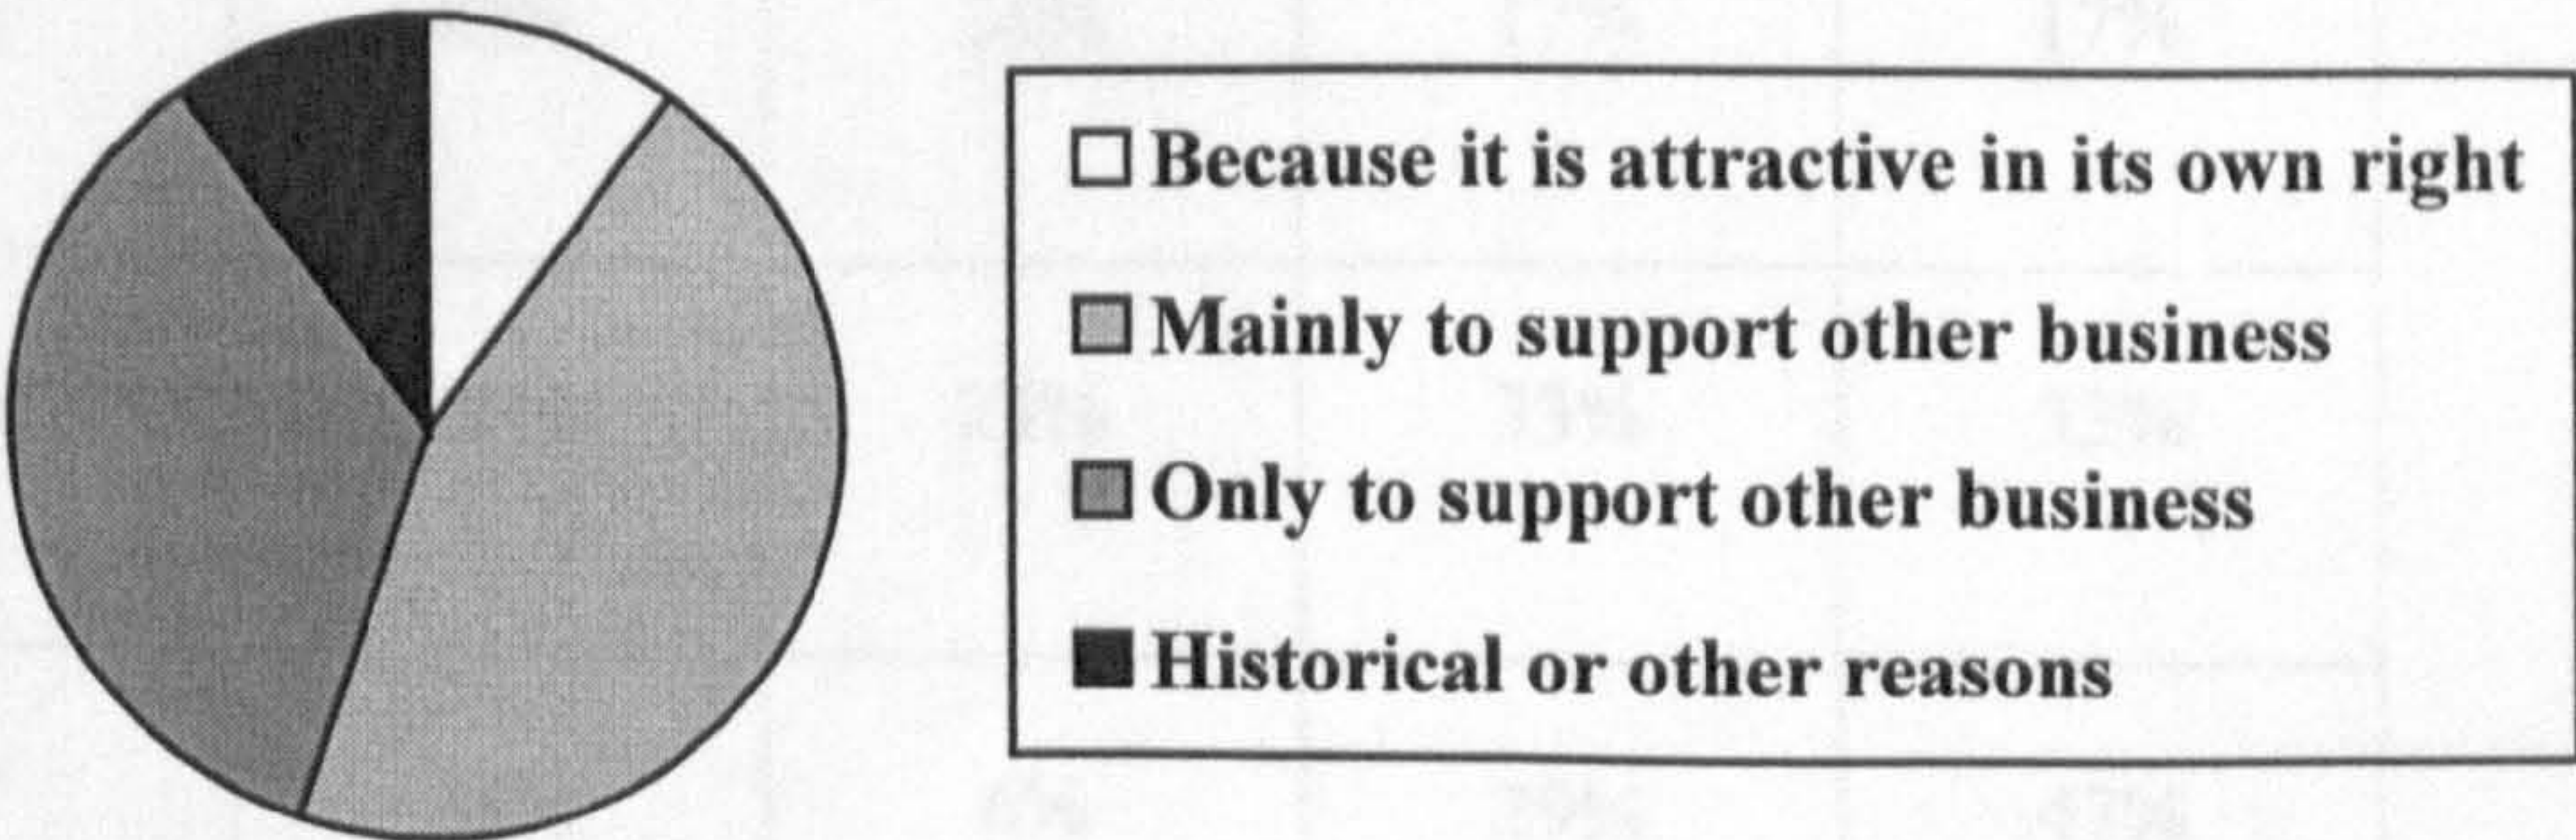 Because it is attractive in its own right
Mainly to support other business
Only to support other business
Historical or other reasons